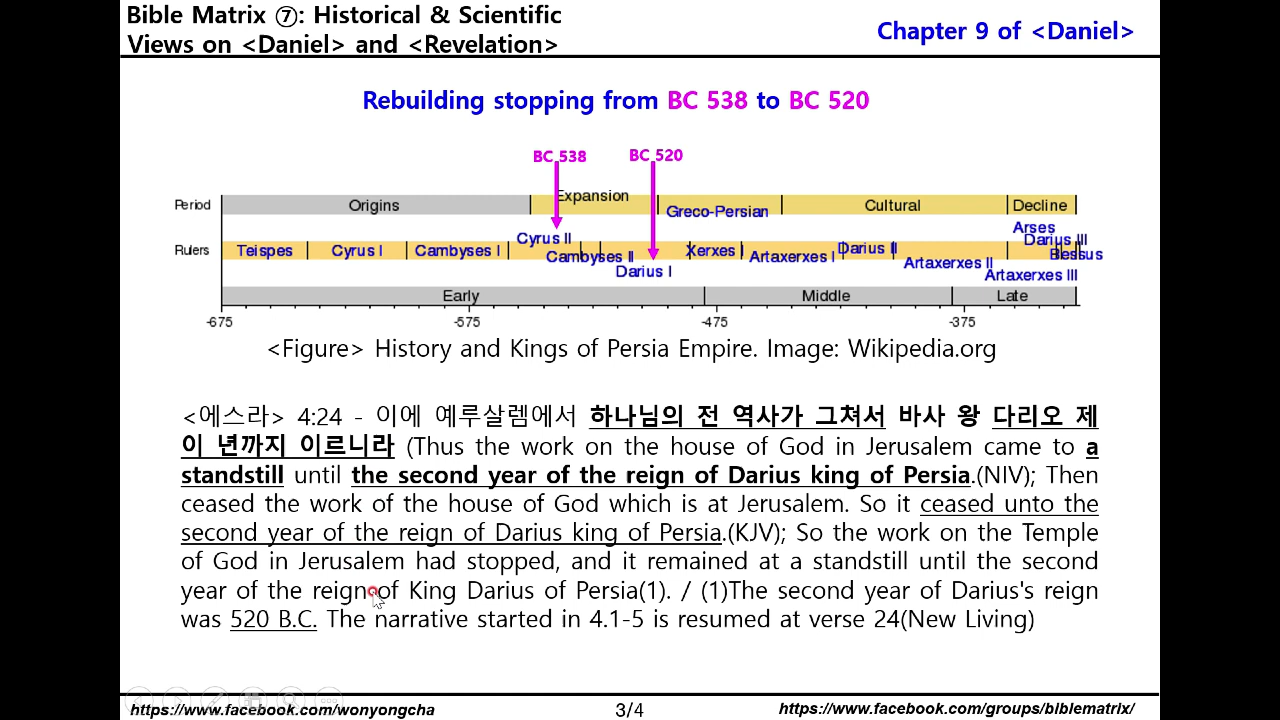 Bible Matrix ⑦: Historical & Scientific
Views on <Daniel> and <Revelation>
Chapter 9 of <Daniel>
Rebuilding stopping from BC 538 to BC 520
BC 538 BC 520
Period Origins Expansion Greco-Persian Cultural Decline
Rulers Teispes Cyrus I Cambyses I Cyrus II Cambyses II Darius I Xerxes Artaxerxes I Darius II Artaxerxes II Artaxerxes III Arses Darius III Bessus
Early Middle Late
-675 -575 -475 -375
<Figure> History and Kings of Persia Empire. Image: Wikipedia.org
<에스라> 4:24 - 이에 예루살렘에서 하나님의 전 역사가 그쳐서 바사 왕 다리오 제
이 년까지 이르니라 (Thus the work on the house of God in Jerusalem came to a
standstill until the second year of the reign of Darius king of Persia.(NIV); Then
ceased the work of the house of God which is at Jerusalem. So it ceased unto the
second year of the reign of Darius king of Persia.(KJV); So the work on the Temple
of God in Jerusalem had stopped, and it remained at a standstill until the second
year of the reign of King Darius of Persia(1). / (1)The second year of Darius's reign
was 520 B.C. The narrative started in 4.1-5 is resumed at verse 24(New Living)
https://www.facebook.com/wonyongcha
3/4
https://www.facebook.com/groups/biblematrix/